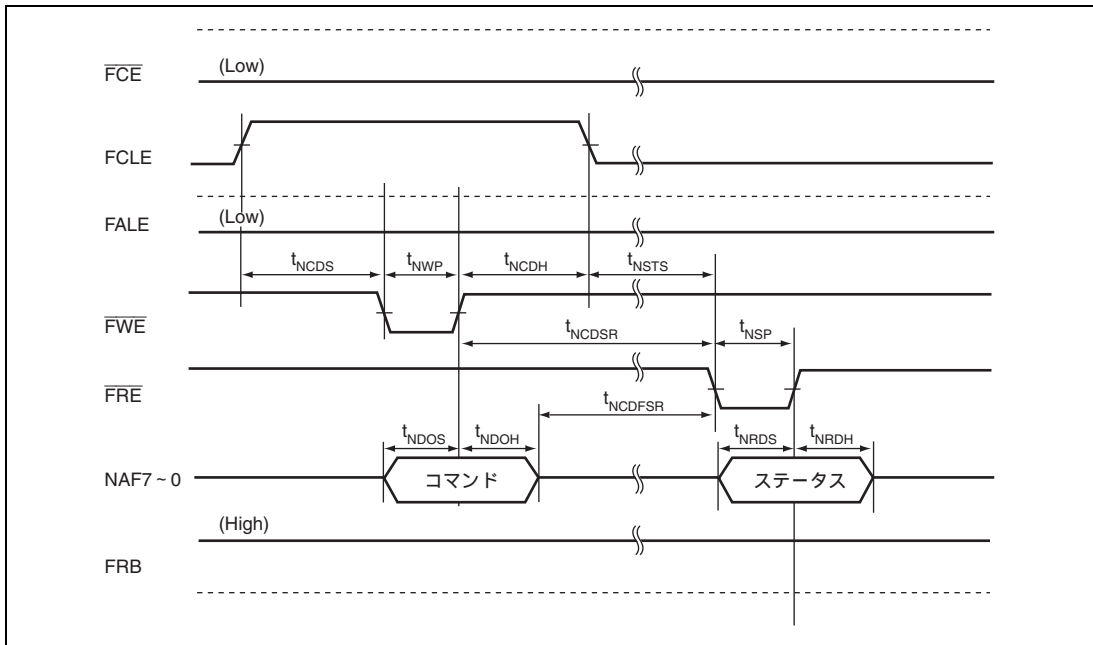 (Low)
FCE
FCLE
(Low)
FALE
tNCDS
tNWP
tNCDH
tNSTS
FWE
tNCDSR
tNSP
FRE
tNCDFSR
tNDOS
tNDOH
tNRDS
tNRDH
NAF7~0
コマンド
ステータス
(High)
FRB